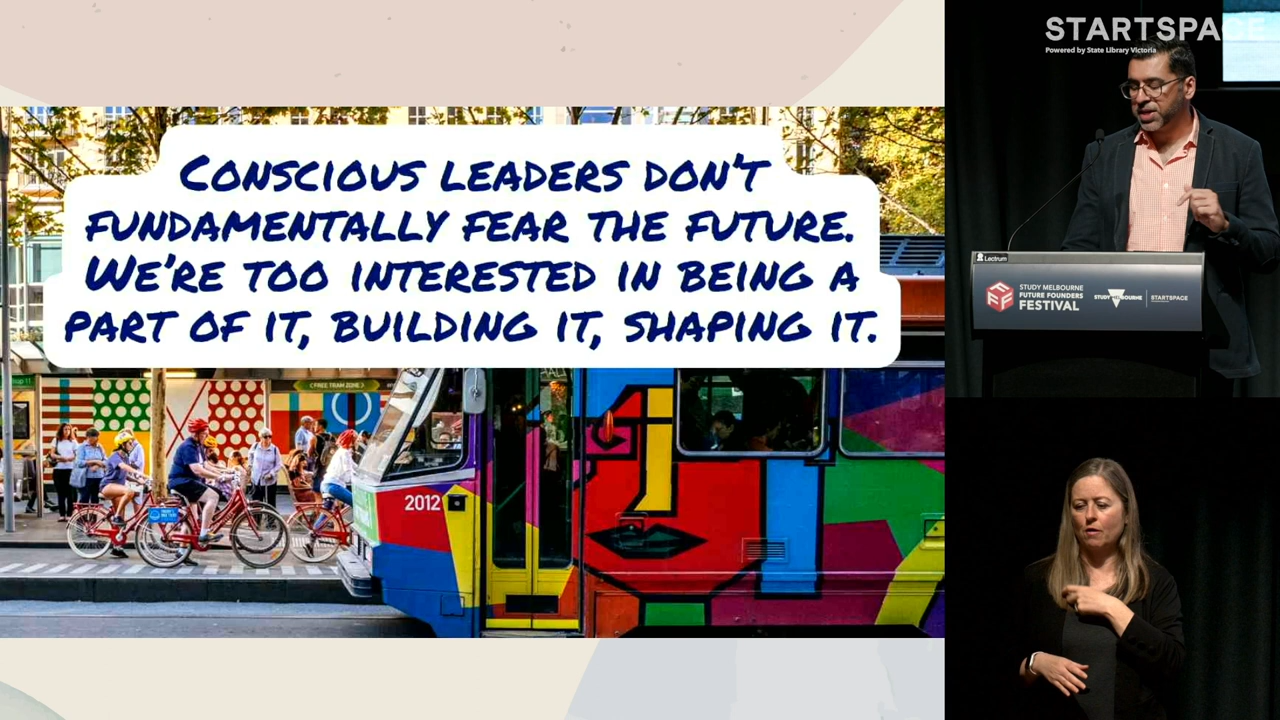 CONSCIOUS LEADERS DON'T
FUNDAMENTALLY FEAR THE FUTURE.
WE'RE TOO INTERESTED IN BEING A
PART OF IT, BUILDING IT, SHAPING IT.
<FREE TRAM ZONE>
2012
STARTSPACE
Powered by State Library Victoria
Lectrum
STUDY MELBOURNE
FUTURE FOUNDERS
FESTIVAL
STUDY MELBOURNE
STARTSPACE